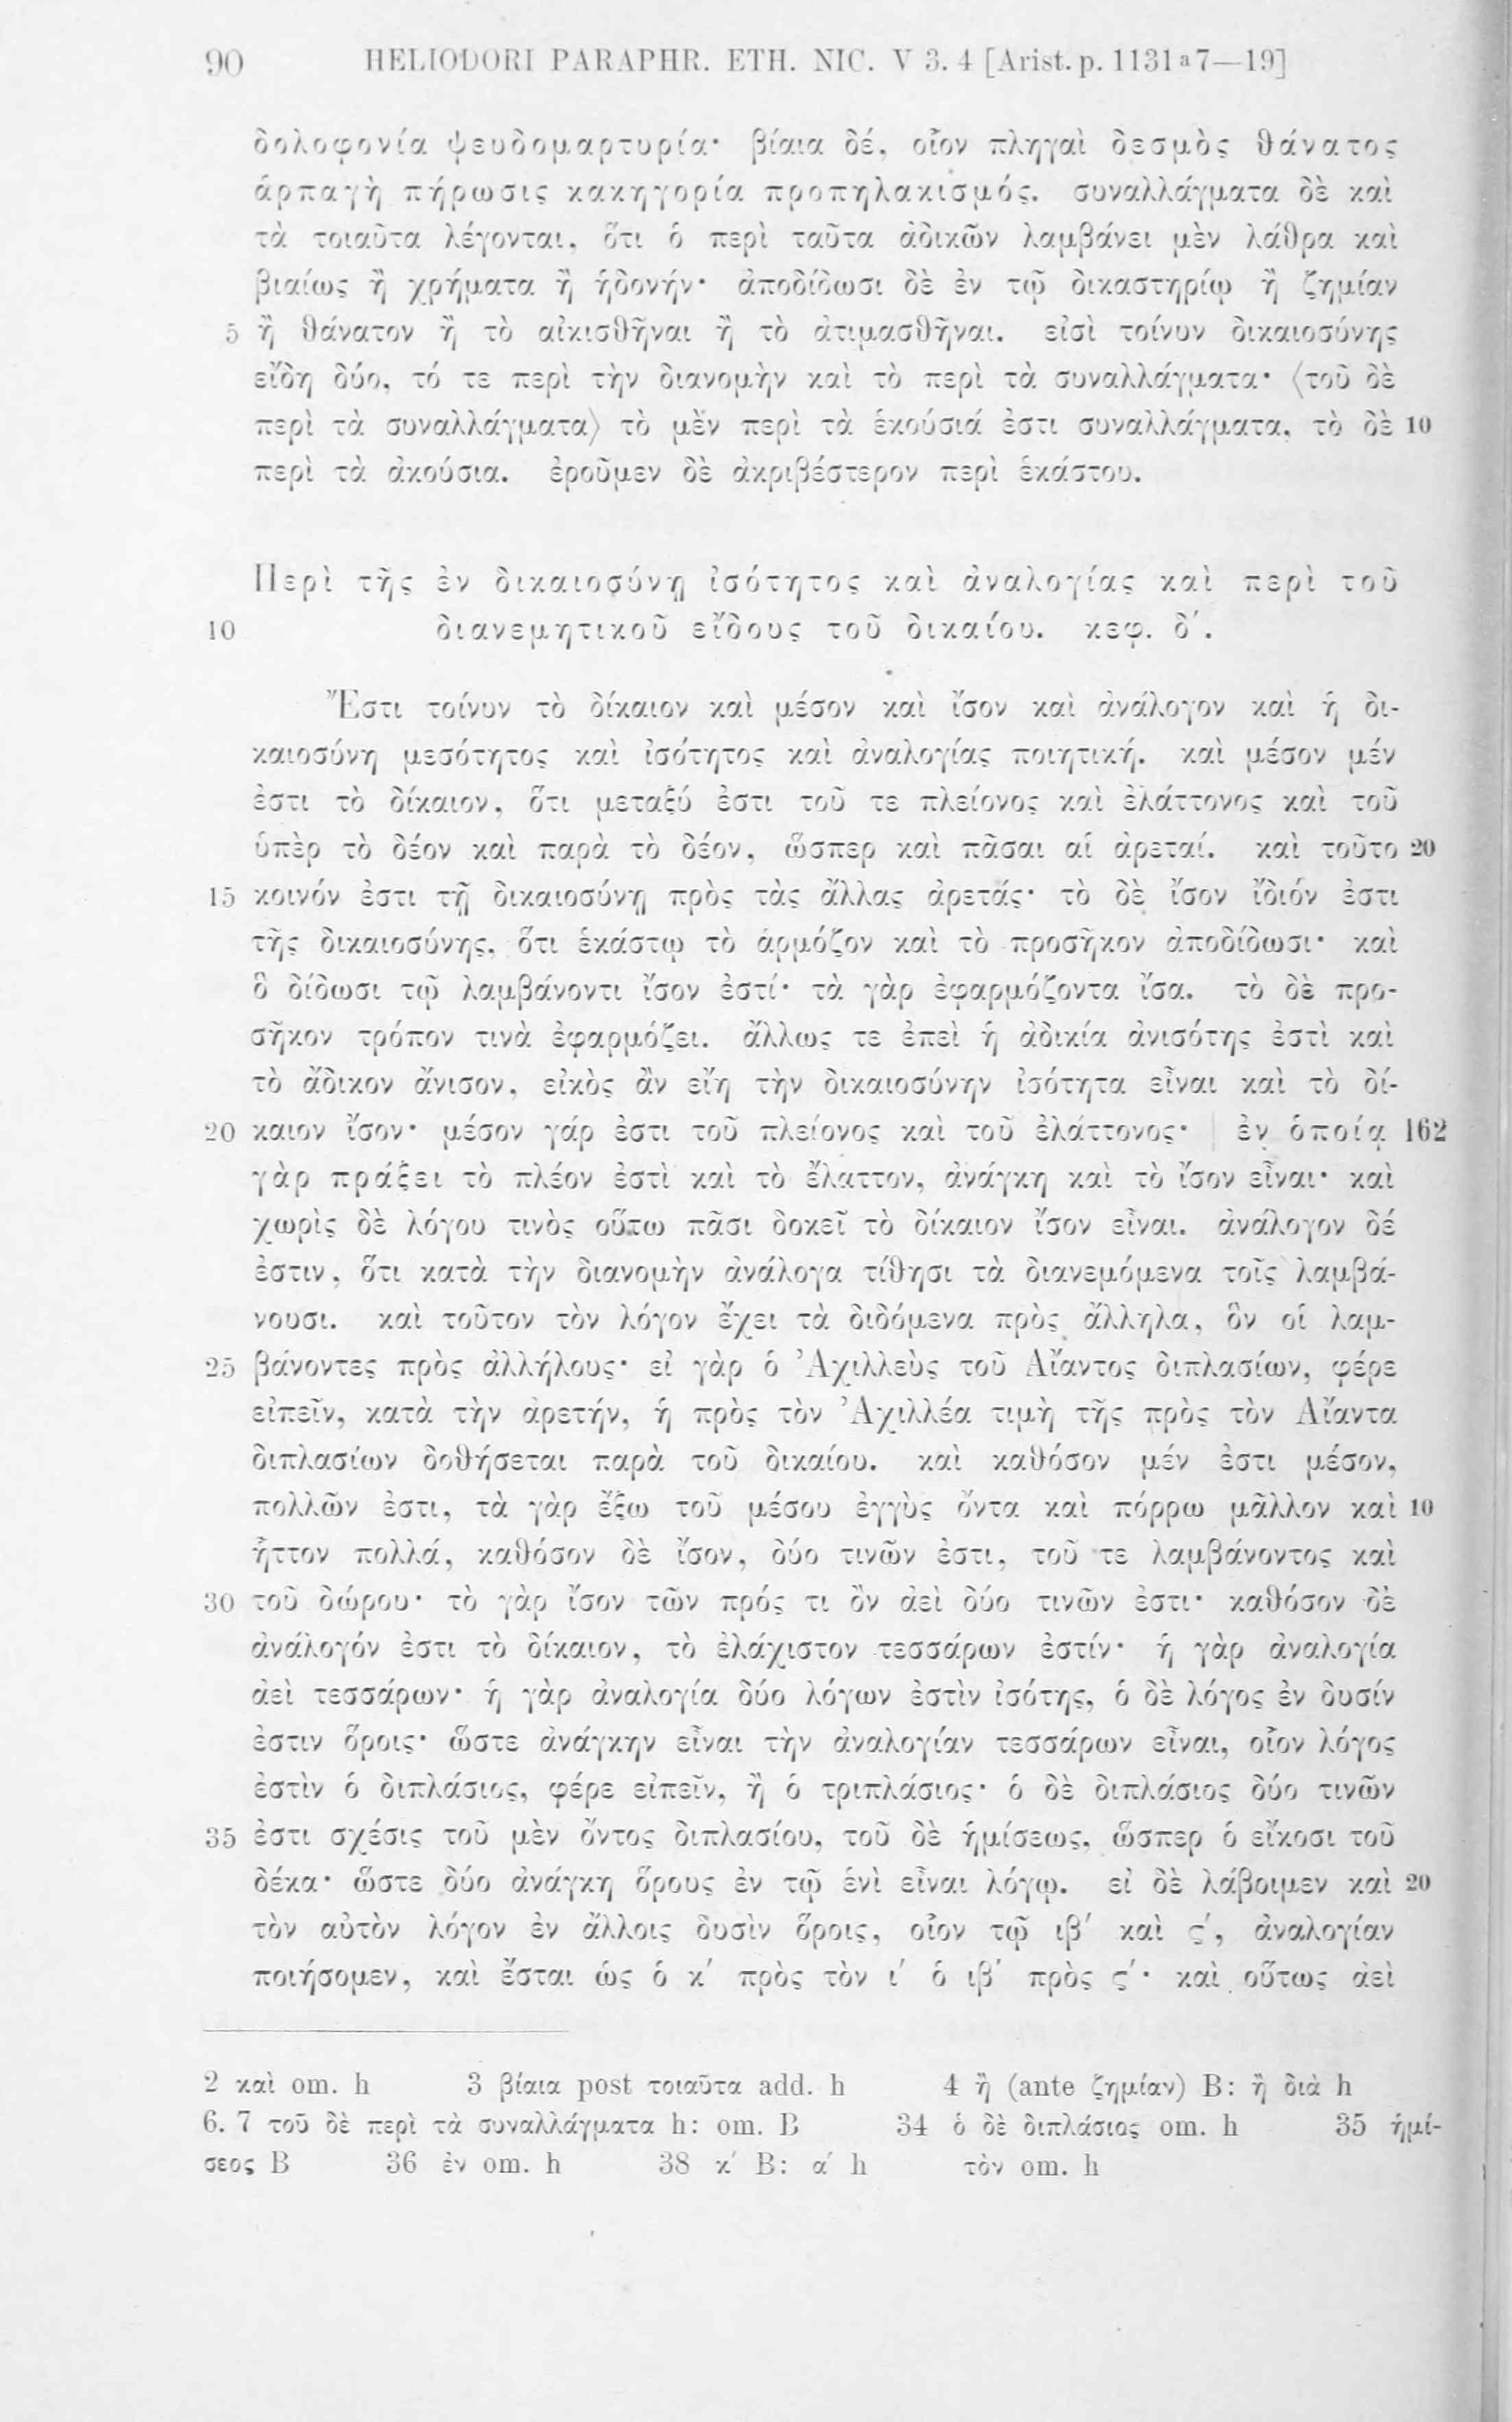 90 HELIODORI PARAPHR. ETH. NIC. V 3. 4 [Arist. p. 1131 a 7—19]
δολοφονία ψευδομαρτυρία· βίαια δέ, οἷον πληγαὶ δεσμὸς θάνατος
ἁρπαγὴ πήρωσις κακηγορία προπηλακισμός. συναλλάγματα δὲ καὶ
τὰ τοιαῦτα λέγονται, ὅτι ὁ περὶ ταῦτα ἀδικῶν λαμβάνει μὲν λάθρα καὶ
βιαίως ἢ χρήματα ἢ ἡδονήν· ἀποδίδωσι δὲ ἐν τῷ δικαστηρίῳ ἢ ζημίαν
5 ἢ θάνατον ἢ τὸ αἰκισθῆναι ἢ τὸ ἀτιμασθῆναι. εἰσὶ τοίνυν δικαιοσύνης
εἴδη δύο, τό τε περὶ τὴν διανομὴν καὶ τὸ περὶ τὰ συναλλάγματα· ⟨τοῦ δὲ
περὶ τὰ συναλλάγματα⟩ τὸ μὲν περὶ τὰ ἑκούσιά ἐστι συναλλάγματα, τὸ δὲ 10
περὶ τὰ ἀκούσια. ἐροῦμεν δὲ ἀκριβέστερον περὶ ἑκάστου.
Περὶ τῆς ἐν δικαιοσύνῃ ἰσότητος καὶ ἀναλογίας καὶ περὶ τοῦ
10 διανεμητικοῦ εἴδους τοῦ δικαίου. κεφ. δ΄.
Ἔστι τοίνυν τὸ δίκαιον καὶ μέσον καὶ ἴσον καὶ ἀνάλογον καὶ ἡ δι-
καιοσύνη μεσότητος καὶ ἰσότητος καὶ ἀναλογίας ποιητική. καὶ μέσον μέν
ἐστι τὸ δίκαιον, ὅτι μεταξύ ἐστι τοῦ τε πλείονος καὶ ἐλάττονος καὶ τοῦ
ὑπὲρ τὸ δέον καὶ παρὰ τὸ δέον, ὥσπερ καὶ πᾶσαι αἱ ἀρεταί. καὶ τοῦτο 20
15 κοινόν ἐστι τῇ δικαιοσύνῃ πρὸς τὰς ἄλλας ἀρετάς· τὸ δὲ ἴσον ἴδιόν ἐστι
τῆς δικαιοσύνης, ὅτι ἑκάστῳ τὸ ἁρμόζον καὶ τὸ προσῆκον ἀποδίδωσι· καὶ
ὃ δίδωσι τῷ λαμβάνοντι ἴσον ἐστί· τὰ γὰρ ἐφαρμόζοντα ἴσα. τὸ δὲ προ-
σῆκον τρόπον τινὰ ἐφαρμόζει. ἄλλως τε ἐπεὶ ἡ ἀδικία ἀνισότης ἐστὶ καὶ
τὸ ἄδικον ἄνισον, εἰκὸς ἂν εἴη τὴν δικαιοσύνην ἰσότητα εἶναι καὶ τὸ δί-
20 καιον ἴσον· μέσον γάρ ἐστι τοῦ πλείονος καὶ τοῦ ἐλάττονος· | ἐν ὁποίᾳ 162
γὰρ πράξει τὸ πλέον ἐστὶ καὶ τὸ ἔλαττον, ἀνάγκη καὶ τὸ ἴσον εἶναι· καὶ
χωρὶς δὲ λόγου τινὸς οὕτω πᾶσι δοκεῖ τὸ δίκαιον ἴσον εἶναι. ἀνάλογον δέ
ἐστιν, ὅτι κατὰ τὴν διανομὴν ἀνάλογα τίθησι τὰ διανεμόμενα τοῖς λαμβά-
νουσι. καὶ τοῦτον τὸν λόγον ἔχει τὰ διδόμενα πρὸς ἄλληλα, ὃν οἱ λαμ-
25 βάνοντες πρὸς ἀλλήλους· εἰ γὰρ ὁ Ἀχιλλεὺς τοῦ Αἴαντος διπλασίων, φέρε
εἰπεῖν, κατὰ τὴν ἀρετήν, ἡ πρὸς τὸν Ἀχιλλέα τιμὴ τῆς πρὸς τὸν Αἴαντα
διπλασίων δοθήσεται παρὰ τοῦ δικαίου. καὶ καθόσον μέν ἐστι μέσον,
πολλῶν ἐστι, τὰ γὰρ ἔξω τοῦ μέσου ἐγγὺς ὄντα καὶ πόρρω μᾶλλον καὶ 10
ἧττον πολλά, καθόσον δὲ ἴσον, δύο τινῶν ἐστι, τοῦ τε λαμβάνοντος καὶ
30 τοῦ δώρου· τὸ γὰρ ἴσον τῶν πρός τι ὂν ἀεὶ δύο τινῶν ἐστι· καθόσον δὲ
ἀνάλογόν ἐστι τὸ δίκαιον, τὸ ἐλάχιστον τεσσάρων ἐστίν· ἡ γὰρ ἀναλογία
ἀεὶ τεσσάρων· ἡ γὰρ ἀναλογία δύο λόγων ἐστὶν ἰσότης, ὁ δὲ λόγος ἐν δυσίν
ἐστιν ὅροις· ὥστε ἀνάγκην εἶναι τὴν ἀναλογίαν τεσσάρων εἶναι, οἷον λόγος
ἐστὶν ὁ διπλάσιος, φέρε εἰπεῖν, ἢ ὁ τριπλάσιος· ὁ δὲ διπλάσιος δύο τινῶν
35 ἐστι σχέσις τοῦ μὲν ὄντος διπλασίου, τοῦ δὲ ἡμίσεως, ὥσπερ ὁ εἴκοσι τοῦ
δέκα· ὥστε δύο ἀνάγκη ὅρους ἐν τῷ ἑνὶ εἶναι λόγῳ. εἰ δὲ λάβοιμεν καὶ 20
τὸν αὐτὸν λόγον ἐν ἄλλοις δυσὶν ὅροις, οἷον τῷ ιβ΄ καὶ ϛ΄, ἀναλογίαν
ποιήσομεν, καὶ ἔσται ὡς ὁ κ΄ πρὸς τὸν ι΄ ὁ ιβ΄ πρὸς ϛ΄· καὶ οὕτως ἀεὶ
2 καὶ om. h 3 βίαια post τοιαῦτα add. h 4 ἢ (ante ζημίαν) B: ἢ διὰ h
6. 7 τοῦ δὲ περὶ τὰ συναλλάγματα h: om. B 34 ὁ δὲ διπλάσιος om. h 35 ἡμί-
σεος B 36 ἐν om. h 38 κ΄ B: α΄ h τὸν om. h